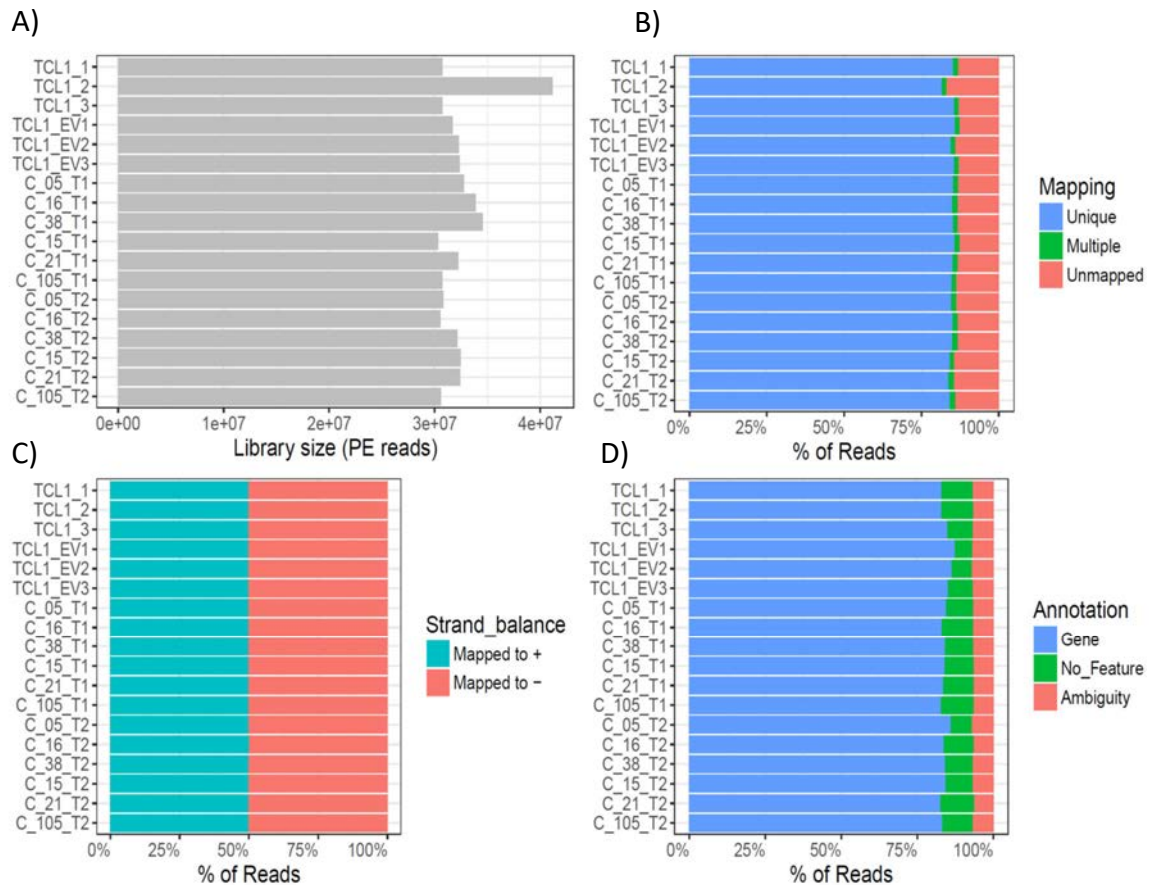 A)
TCL1_1
TCL1_2
TCL1_3
TCL1_EV1
TCL1_EV2
TCL1_EV3
C_05_T1
C_16_T1
C_38_T1
C_15_T1
C_21_T1
C_105_T1
C_05_T2
C_16_T2
C_38_T2
C_15_T2
C_21_T2
C_105_T2
0e+00 1e+07 2e+07 3e+07 4e+07
Library size (PE reads)
B)
TCL1_1
TCL1_2
TCL1_3
TCL1_EV1
TCL1_EV2
TCL1_EV3
C_05_T1
C_16_T1
C_38_T1
C_15_T1
C_21_T1
C_105_T1
C_05_T2
C_16_T2
C_38_T2
C_15_T2
C_21_T2
C_105_T2
0% 25% 50% 75% 100%
% of Reads
Mapping
Unique
Multiple
Unmapped
C)
TCL1_1
TCL1_2
TCL1_3
TCL1_EV1
TCL1_EV2
TCL1_EV3
C_05_T1
C_16_T1
C_38_T1
C_15_T1
C_21_T1
C_105_T1
C_05_T2
C_16_T2
C_38_T2
C_15_T2
C_21_T2
C_105_T2
0% 25% 50% 75% 100%
% of Reads
Strand_balance
Mapped to +
Mapped to −
D)
TCL1_1
TCL1_2
TCL1_3
TCL1_EV1
TCL1_EV2
TCL1_EV3
C_05_T1
C_16_T1
C_38_T1
C_15_T1
C_21_T1
C_105_T1
C_05_T2
C_16_T2
C_38_T2
C_15_T2
C_21_T2
C_105_T2
0% 25% 50% 75% 100%
% of Reads
Annotation
Gene
No_Feature
Ambiguity